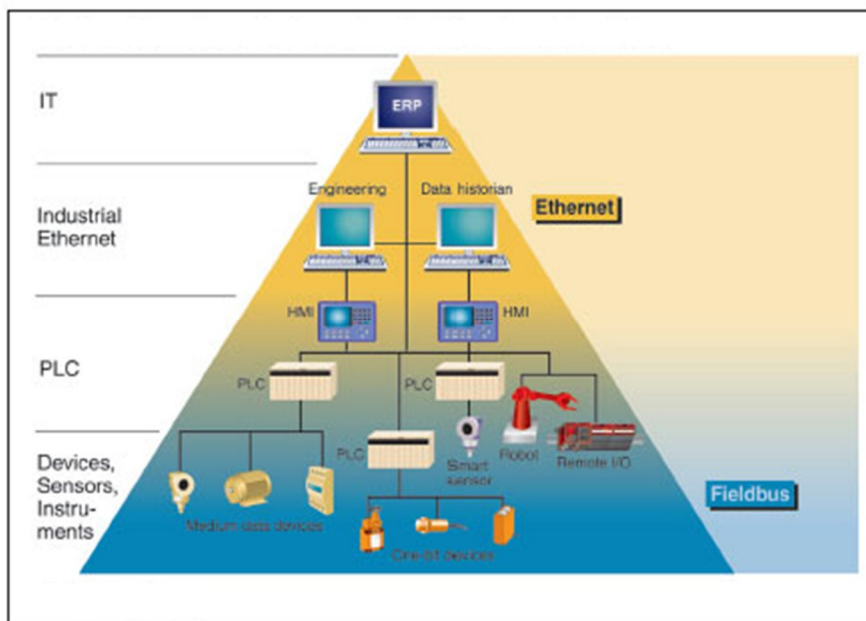 IT
ERP
Engineering
Data historian
Ethernet
Industrial
Ethernet
HMI
HMI
PLC
PLC
PLC
PLC
Smart
sensor
Robot
Remote I/O
Devices,
Sensors,
Instru-
ments
Fieldbus
Medium data devices
One-bit devices